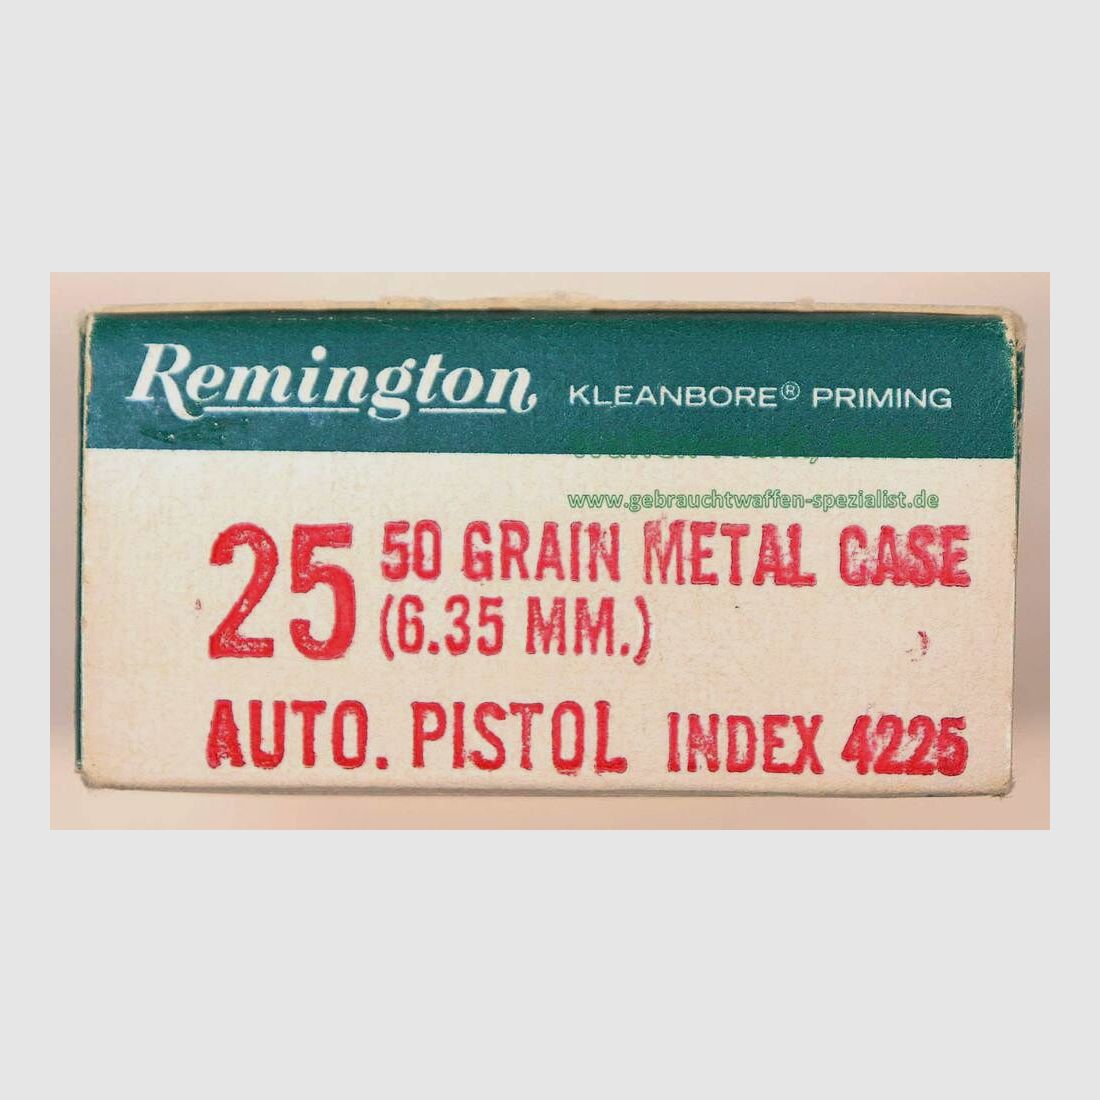 Remington KLEANBORE® PRIMING
www.gebrauchtwaffen-spezialist.de
25 50 GRAIN METAL CASE
(6.35 MM.)
AUTO. PISTOL INDEX 4225